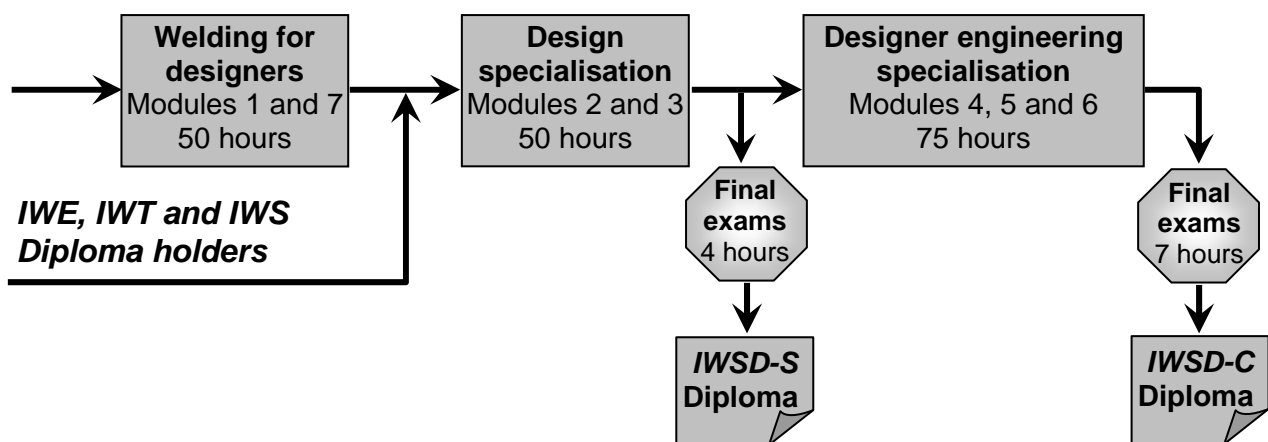 Welding for
designers
Modules 1 and 7
50 hours
Design
specialisation
Modules 2 and 3
50 hours
Designer engineering
specialisation
Modules 4, 5 and 6
75 hours
IWE, IWT and IWS
Diploma holders
Final
exams
4 hours
Final
exams
7 hours
IWSD-S
Diploma
IWSD-C
Diploma